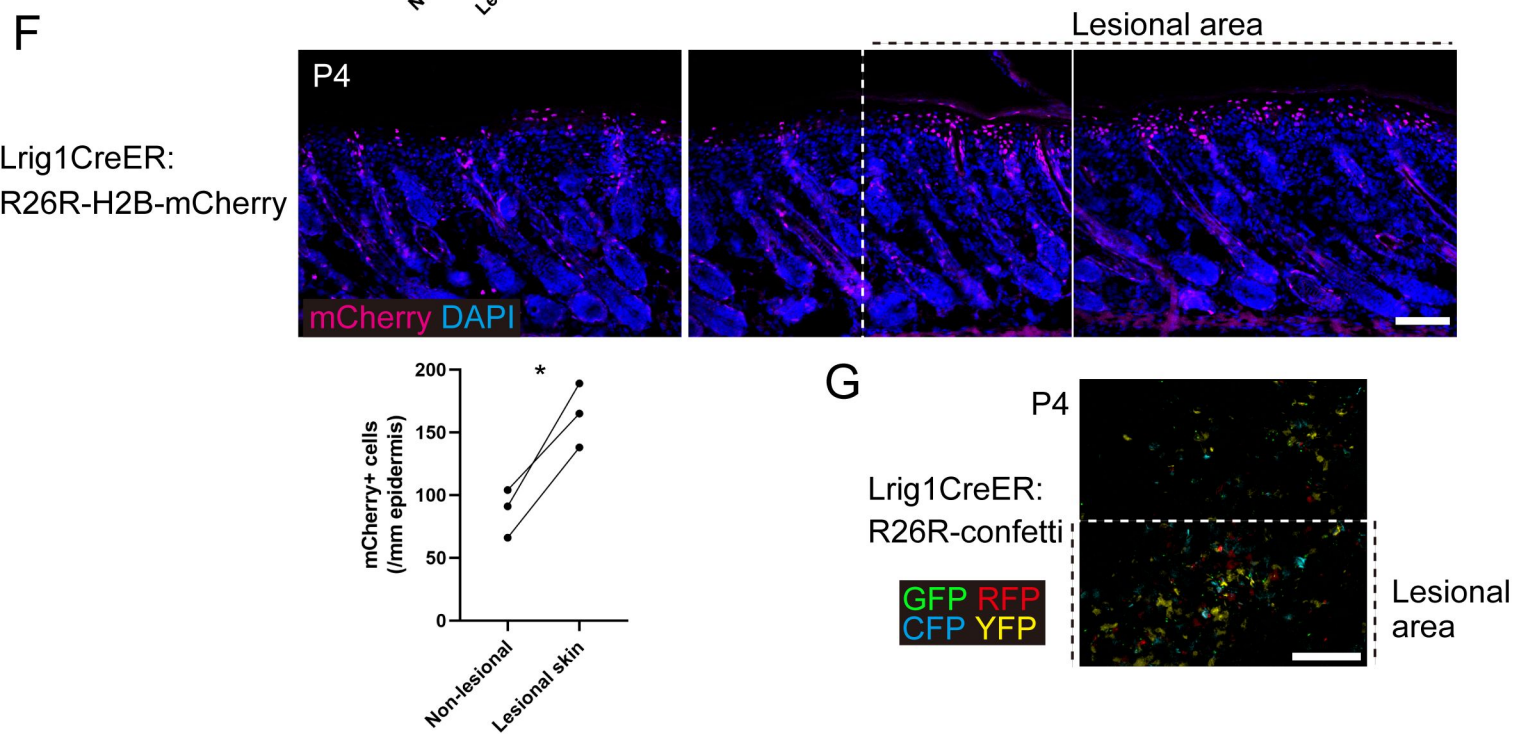 F
Lesional area
P4
Lrig1CreER:
R26R-H2B-mCherry
mCherry DAPI
200
*
150
100
50
0
mCherry+ cells
(/mm epidermis)
Non-lesional
Lesional skin
G
P4
Lrig1CreER:
R26R-confetti
GFP RFP
CFP YFP
Lesional
area